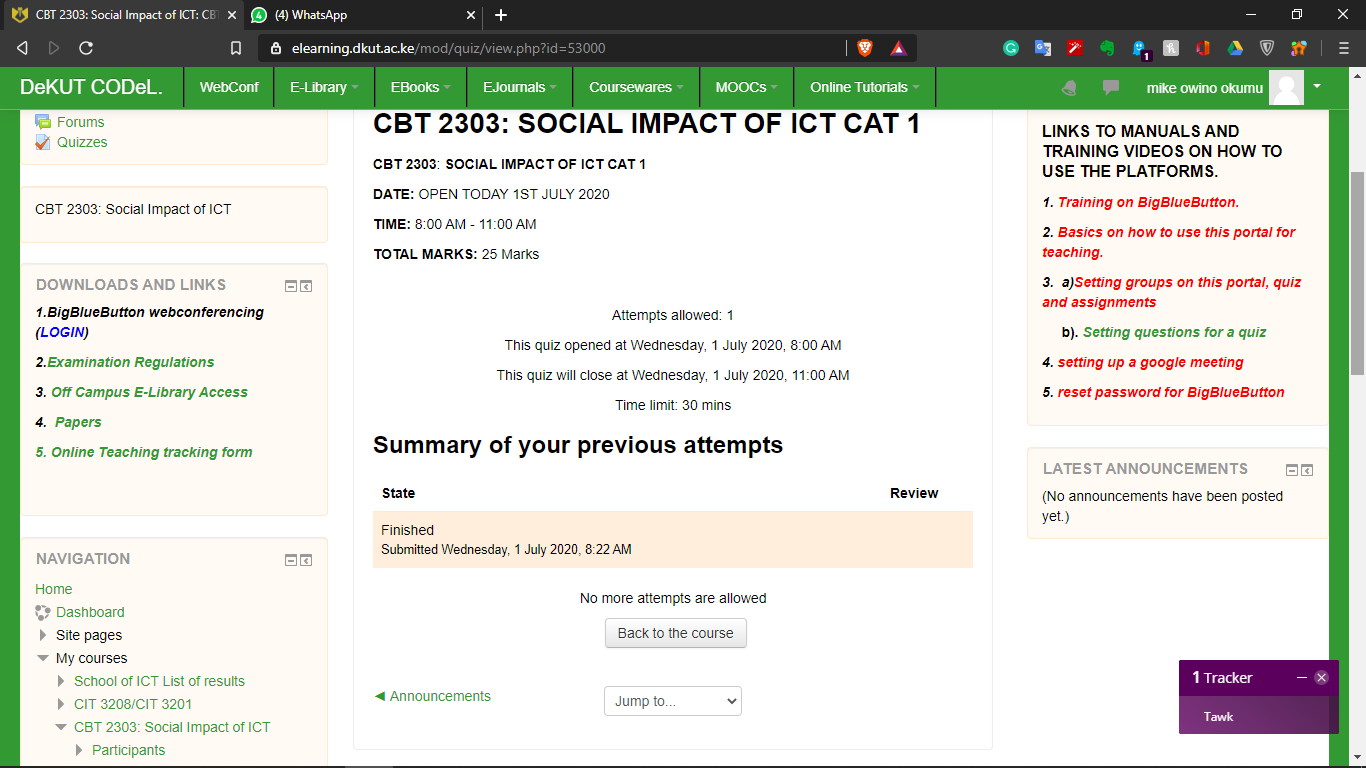 CBT 2303: Social Impact of ICT: CBT
(4) WhatsApp
elearning.dkut.ac.ke/mod/quiz/view.php?id=53000
1
DeKUT CODeL.
WebConf
E-Library
EBooks
EJournals
Coursewares
MOOCs
Online Tutorials
mike owino okumu
Forums
Quizzes
CBT 2303: Social Impact of ICT
DOWNLOADS AND LINKS
1.BigBlueButton webconferencing
(LOGIN)
2.Examination Regulations
3. Off Campus E-Library Access
4. Papers
5. Online Teaching tracking form
NAVIGATION
Home
Dashboard
Site pages
My courses
School of ICT List of results
CIT 3208/CIT 3201
CBT 2303: Social Impact of ICT
Participants
CBT 2303: SOCIAL IMPACT OF ICT CAT 1
CBT 2303: SOCIAL IMPACT OF ICT CAT 1
DATE: OPEN TODAY 1ST JULY 2020
TIME: 8:00 AM - 11:00 AM
TOTAL MARKS: 25 Marks
Attempts allowed: 1
This quiz opened at Wednesday, 1 July 2020, 8:00 AM
This quiz will close at Wednesday, 1 July 2020, 11:00 AM
Time limit: 30 mins
Summary of your previous attempts
State Review
Finished
Submitted Wednesday, 1 July 2020, 8:22 AM
No more attempts are allowed
Back to the course
◄ Announcements
Jump to...
LINKS TO MANUALS AND
TRAINING VIDEOS ON HOW TO
USE THE PLATFORMS.
1. Training on BigBlueButton.
2. Basics on how to use this portal for
teaching.
3. a)Setting groups on this portal, quiz
and assignments
b). Setting questions for a quiz
4. setting up a google meeting
5. reset password for BigBlueButton
LATEST ANNOUNCEMENTS
(No announcements have been posted
yet.)
1 Tracker
Tawk